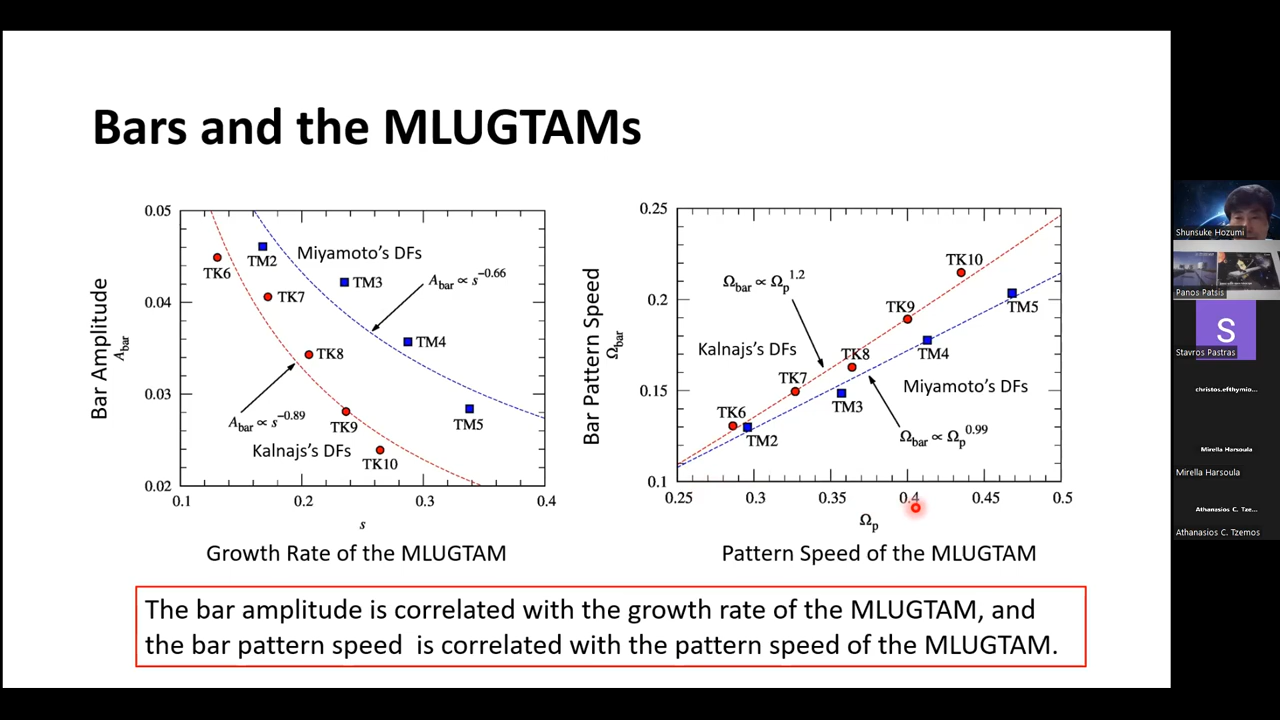 Bars and the MLUGTAMs
0.05
0.04
0.03
0.02
0.1
0.2
0.3
0.4
Bar Amplitude
A_bar
s
Growth Rate of the MLUGTAM
TK6
TK7
TK8
TK9
TK10
TM2
TM3
TM4
TM5
Miyamoto's DFs
A_bar ∝ s^−0.66
A_bar ∝ s^−0.89
Kalnajs's DFs
0.25
0.2
0.15
0.1
0.25
0.3
0.35
0.4
0.45
0.5
Bar Pattern Speed
Ω_bar
Ω_p
Pattern Speed of the MLUGTAM
Ω_bar ∝ Ω_p^1.2
Kalnajs's DFs
TK6
TK7
TK8
TK9
TK10
TM2
TM3
TM4
TM5
Miyamoto's DFs
Ω_bar ∝ Ω_p^0.99
The bar amplitude is correlated with the growth rate of the MLUGTAM, and
the bar pattern speed is correlated with the pattern speed of the MLUGTAM.
Shunsuke Hozumi
Panos Patsis
S
Stavros Pastras
christos.efthymio...
Mirella Harsoula
Mirella Harsoula
Athanasios C. Tze...
Athanasios C. Tzemos